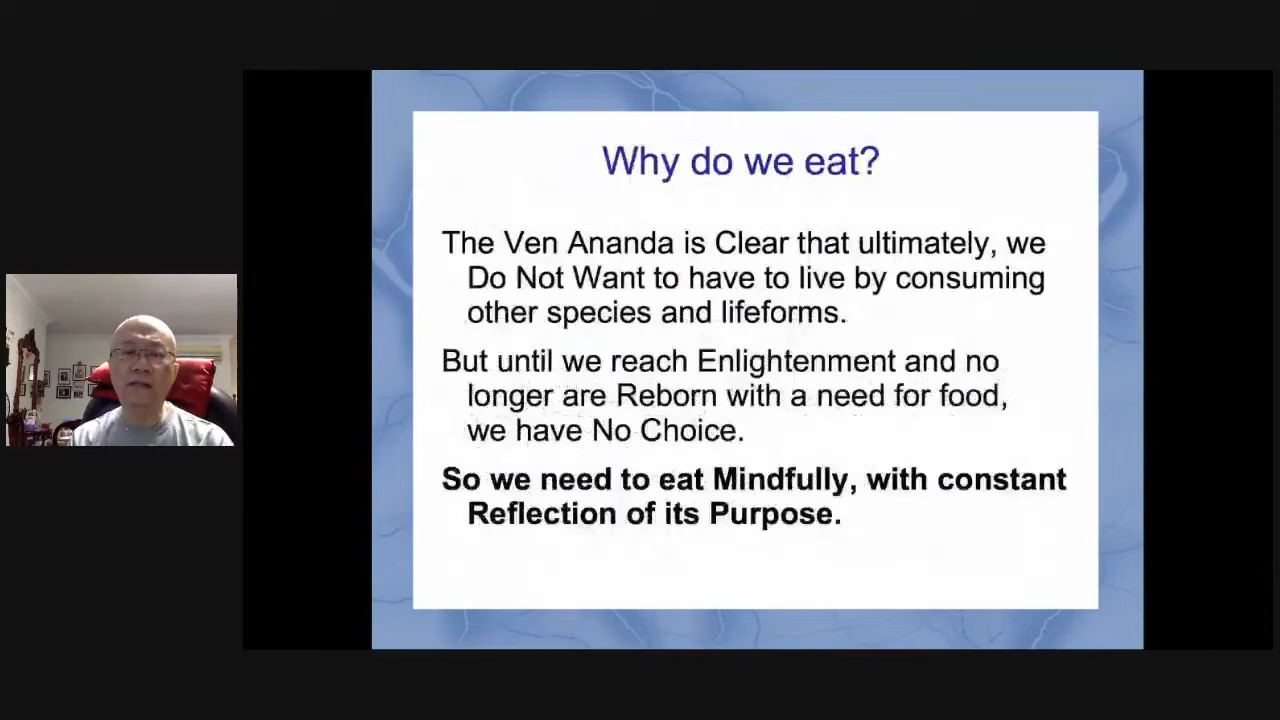 Why do we eat?
The Ven Ananda is Clear that ultimately, we
Do Not Want to have to live by consuming
other species and lifeforms.
But until we reach Enlightenment and no
longer are Reborn with a need for food,
we have No Choice.
So we need to eat Mindfully, with constant
Reflection of its Purpose.